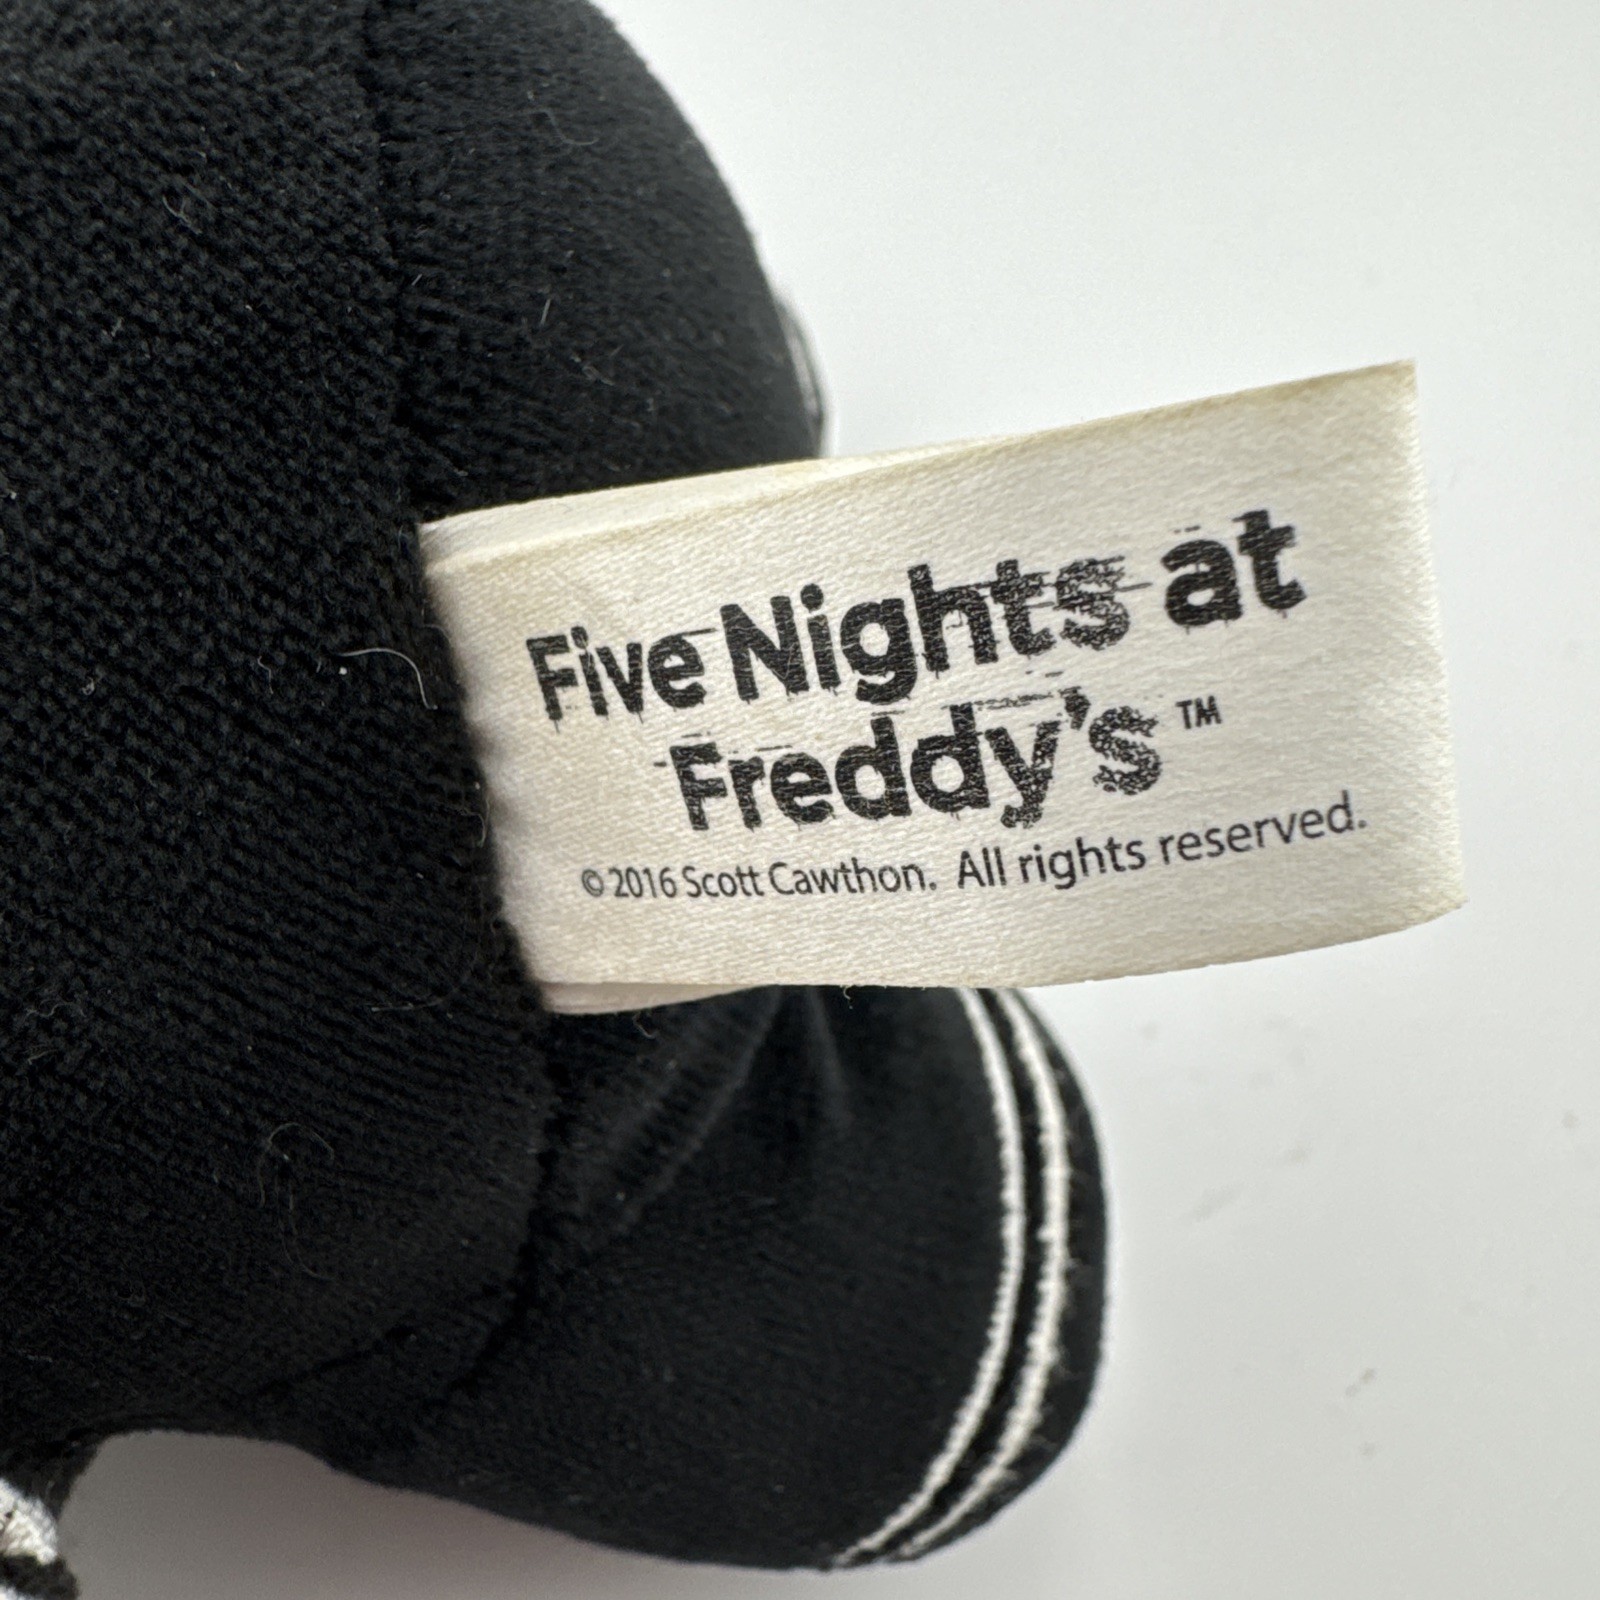 Five Nights at
Freddy's™
© 2016 Scott Cawthon. All rights reserved.